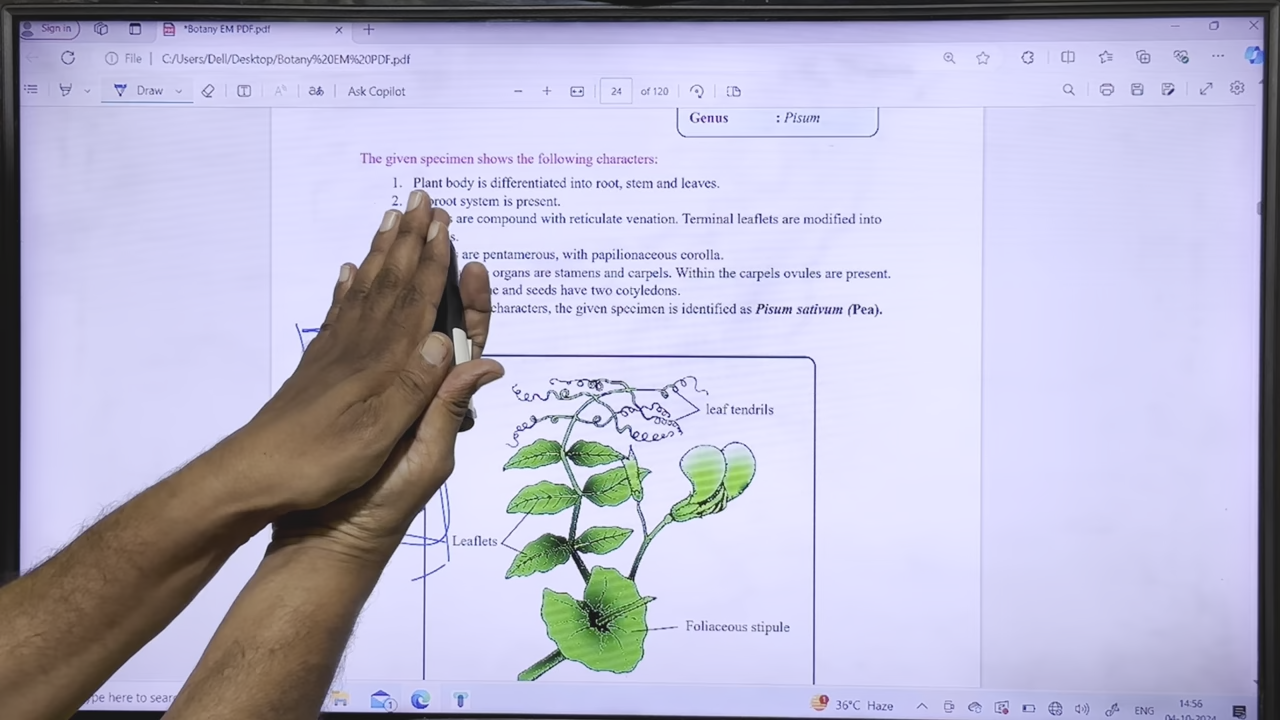 Sign in
*Botany EM PDF.pdf
File
C:/Users/Dell/Desktop/Botany%20EM%20PDF.pdf
Draw
Ask Copilot
24 of 120
Genus : Pisum
The given specimen shows the following characters:
1. Plant body is differentiated into root, stem and leaves.
2. root system is present.
are compound with reticulate venation. Terminal leaflets are modified into
are pentamerous, with papilionaceous corolla.
organs are stamens and carpels. Within the carpels ovules are present.
and seeds have two cotyledons.
characters, the given specimen is identified as Pisum sativum (Pea).
leaf tendrils
Leaflets
Foliaceous stipule
here to
36°C Haze
ENG
14:56
04-10-2024